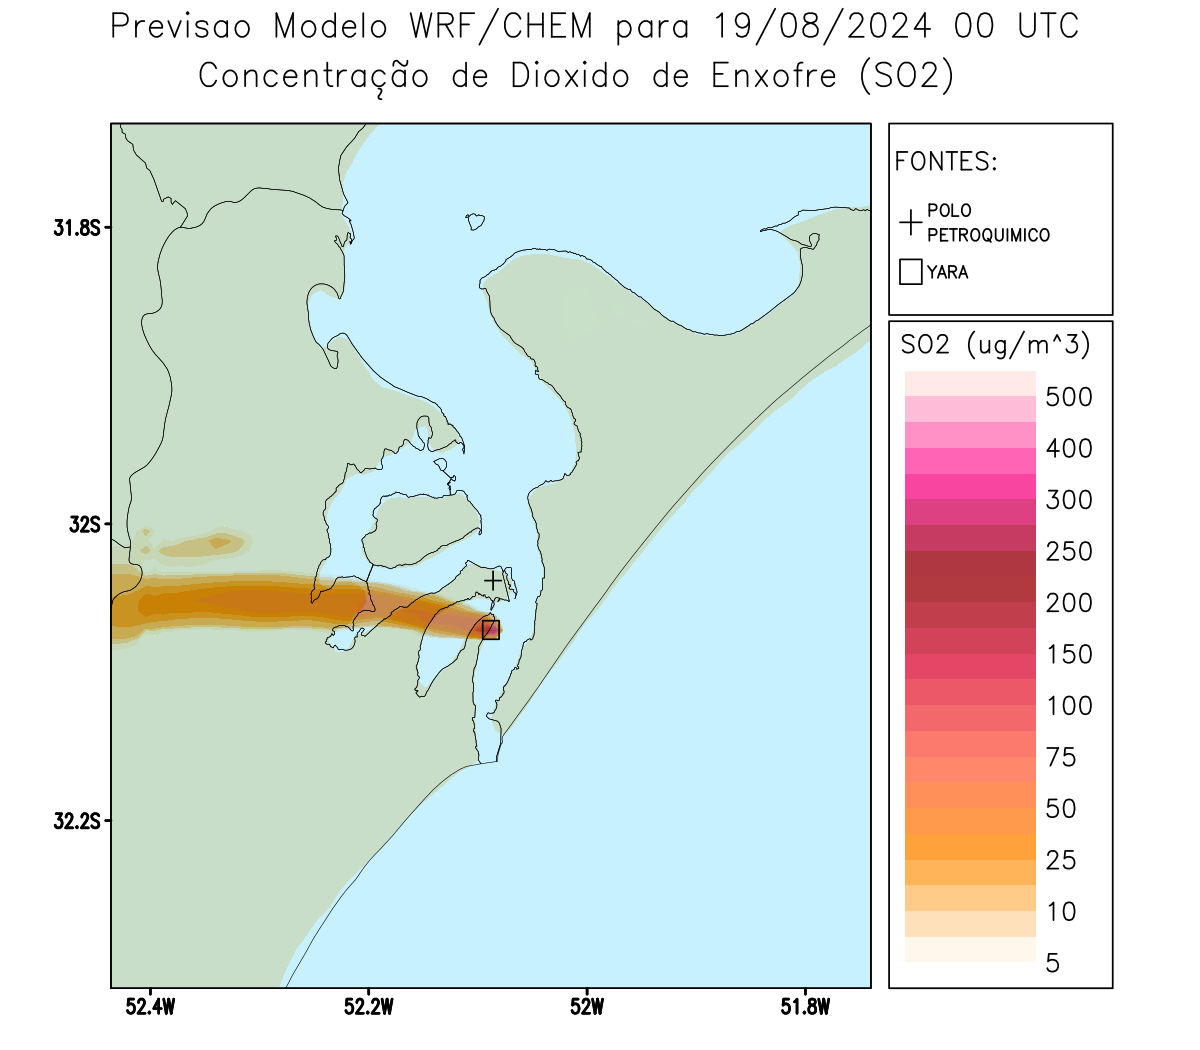 Previsao Modelo WRF/CHEM para 19/08/2024 00 UTC
Concentração de Dioxido de Enxofre (SO2)
FONTES:
POLO
PETROQUIMICO
YARA
SO2 (ug/m^3)
500
400
300
250
200
150
100
75
50
25
10
5
31.8S
32S
32.2S
52.4W
52.2W
52W
51.8W